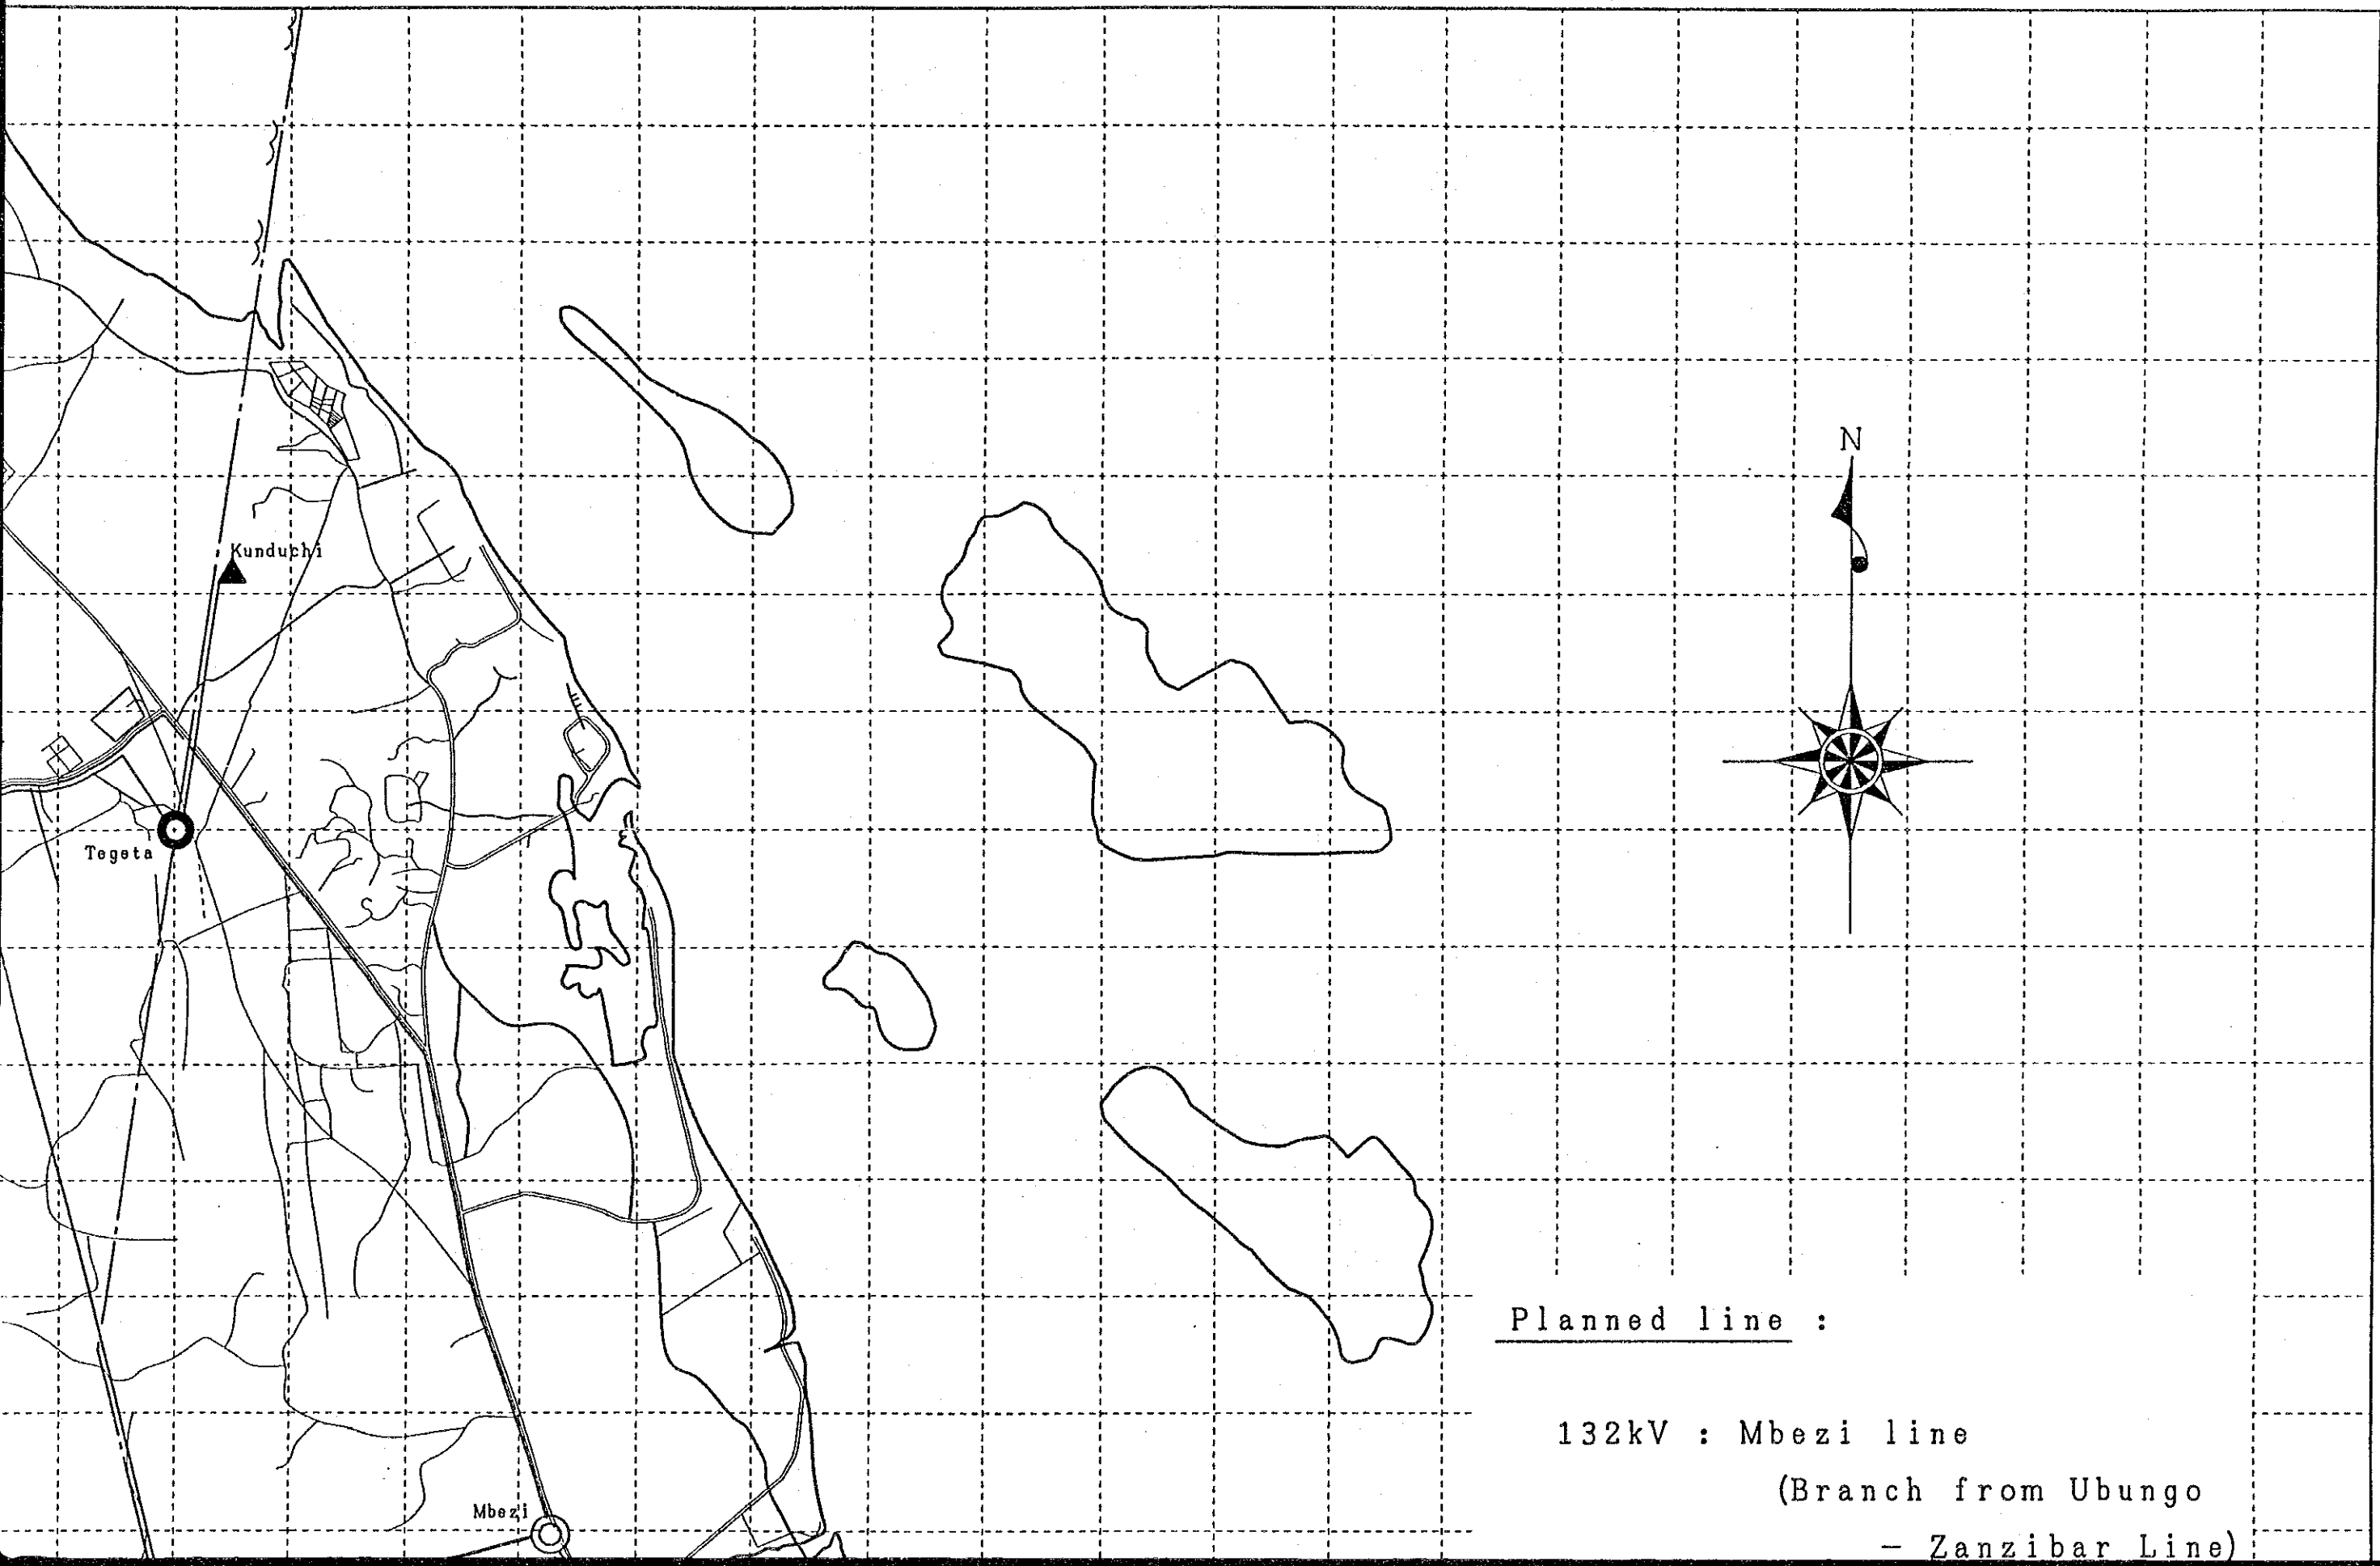 N
Kunduchi
Tegeta
Planned line :
132kV : Mbezi line
(Branch from Ubungo
Mbezi
— Zanzibar Line)